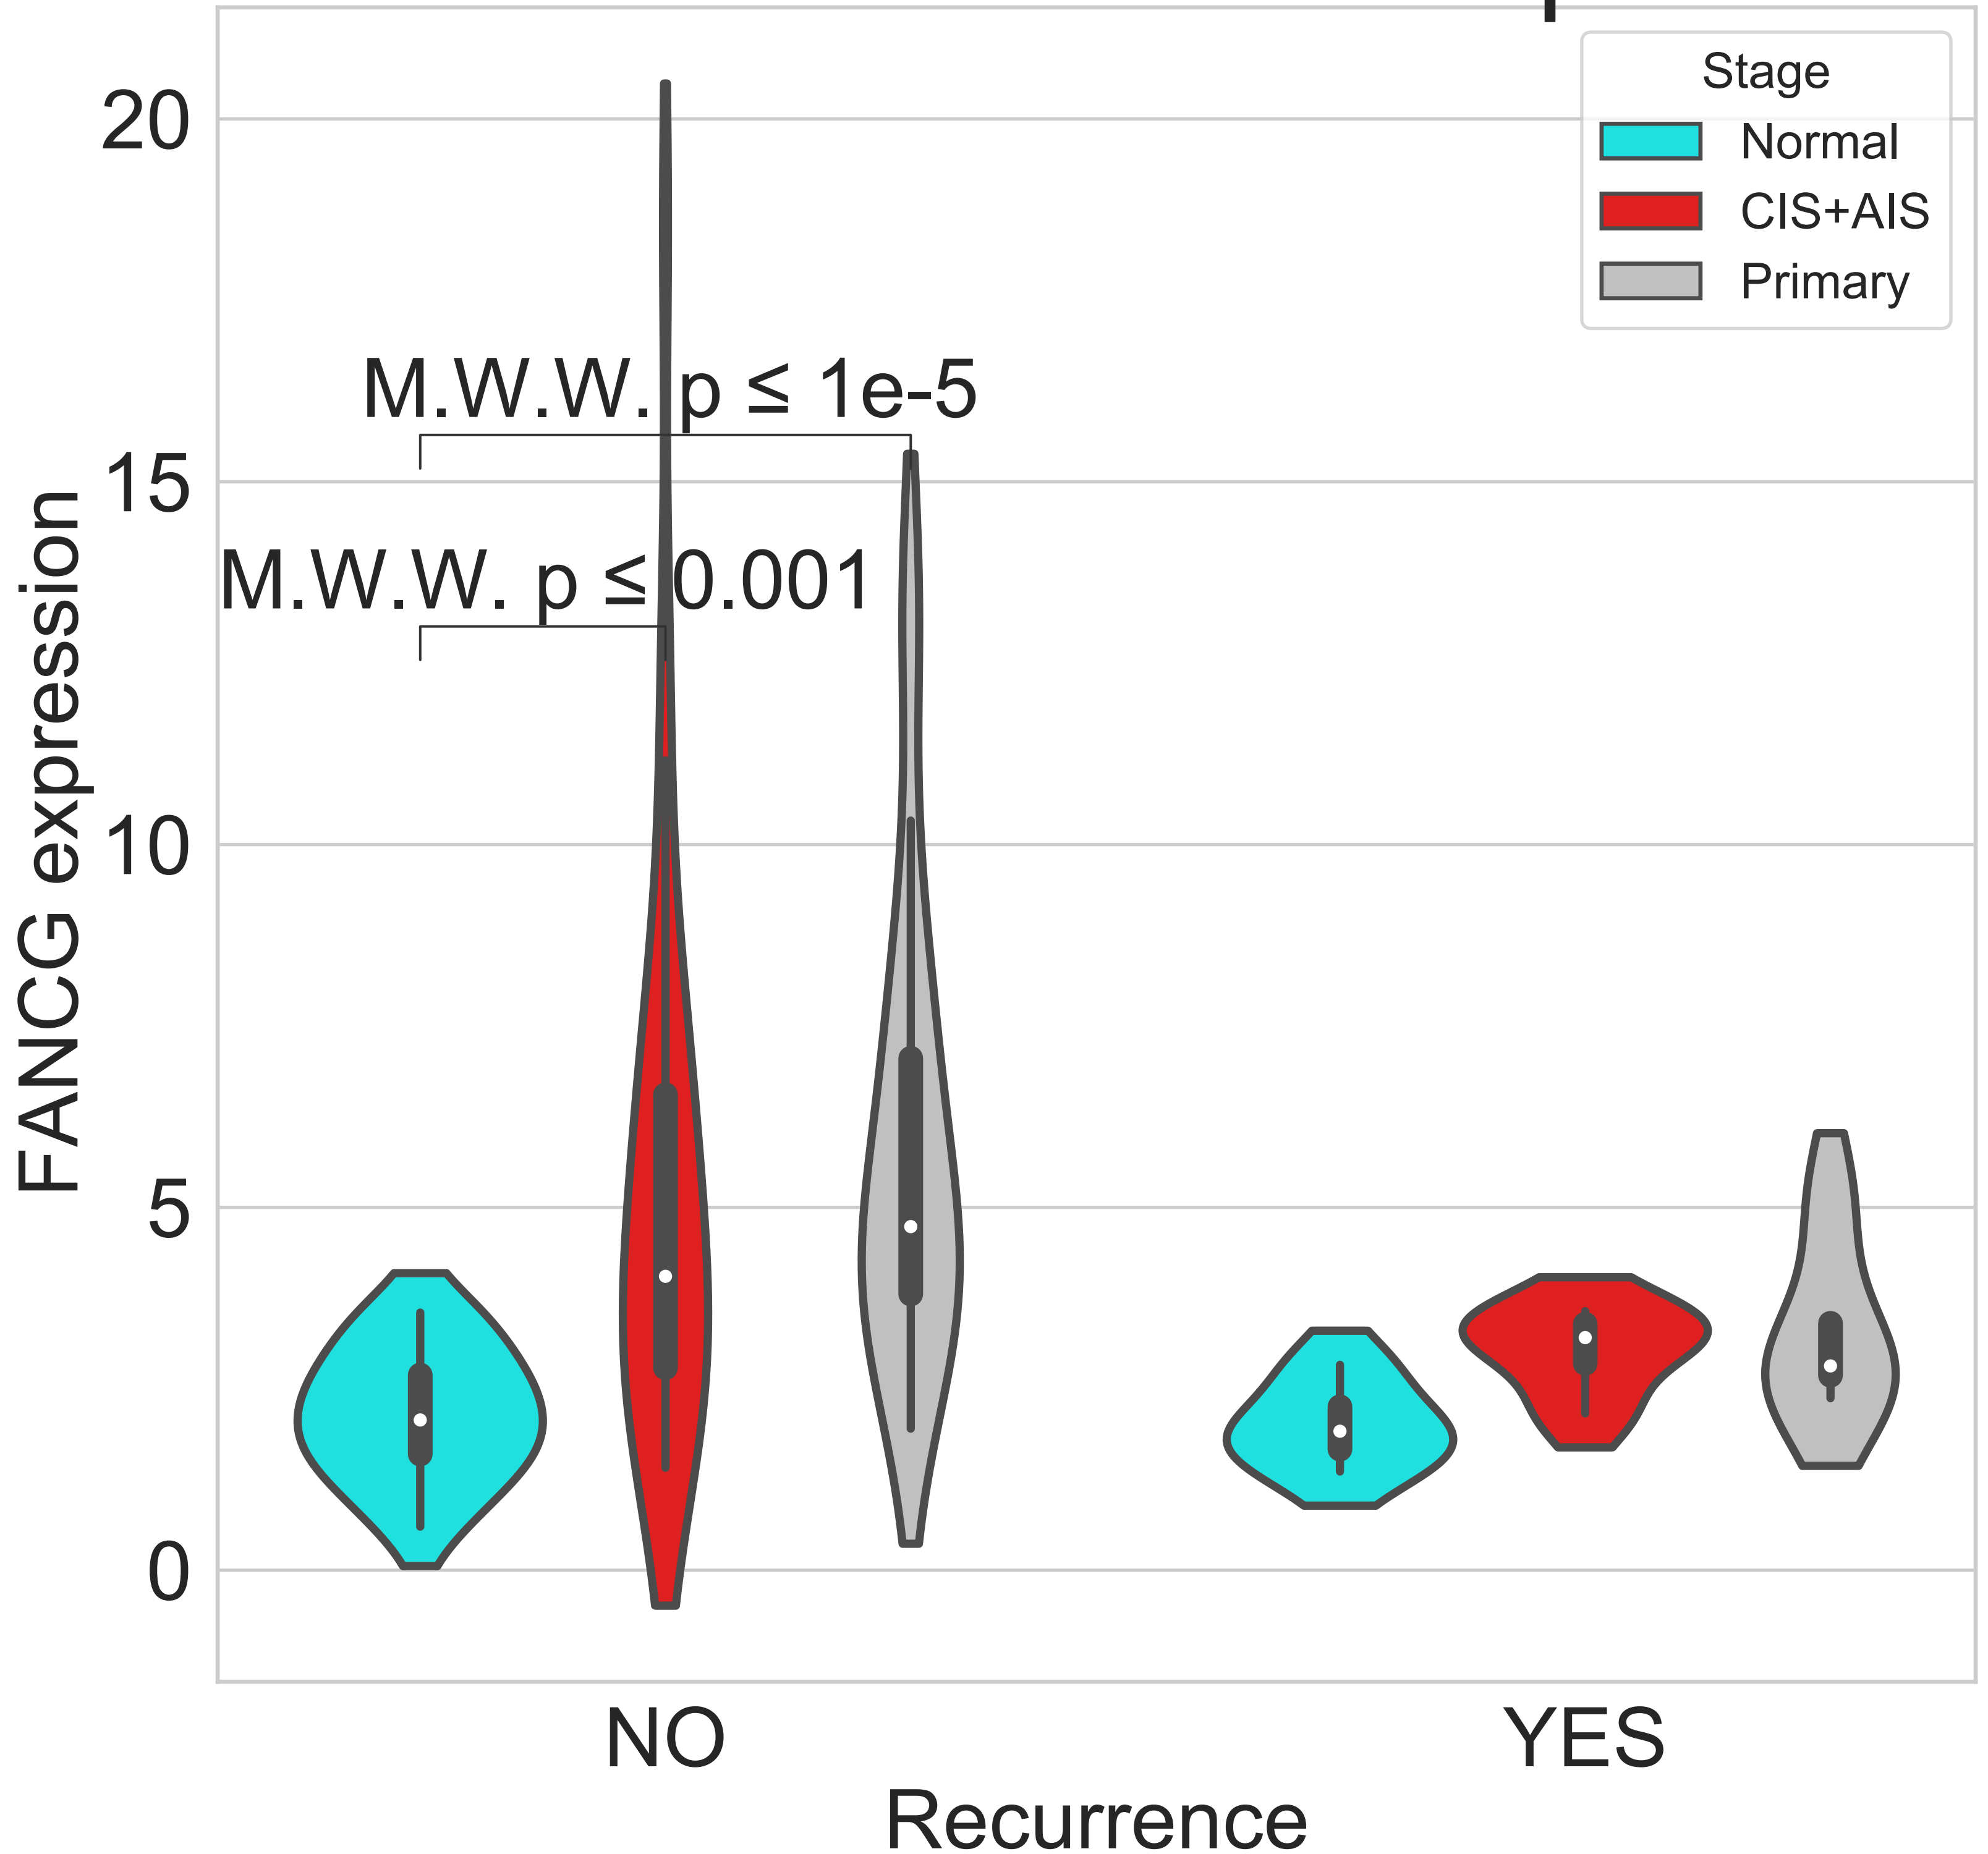 Stage
Normal
CIS+AIS
Primary
20
15
10
5
0
FANCG expression
M.W.W. p ≤ 1e-5
M.W.W. p ≤ 0.001
NO
YES
Recurrence